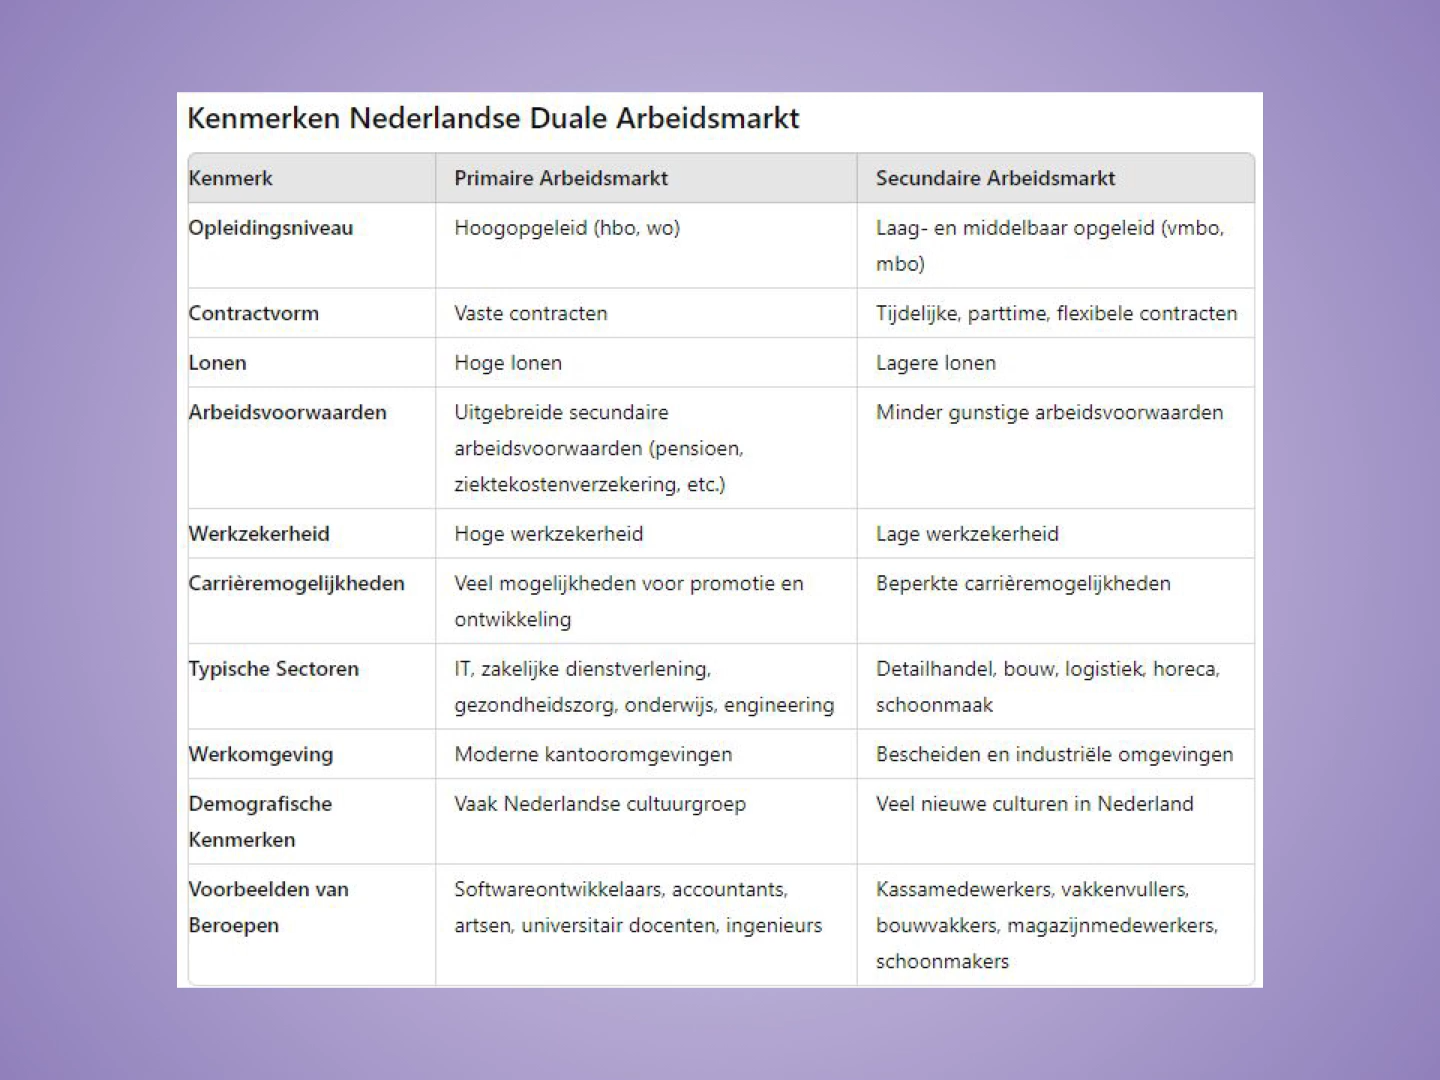 Kenmerken Nederlandse Duale Arbeidsmarkt
Kenmerk Primaire Arbeidsmarkt Secundaire Arbeidsmarkt
Opleidingsniveau Hoogopgeleid (hbo, wo) Laag- en middelbaar opgeleid (vmbo,
mbo)
Contractvorm Vaste contracten Tijdelijke, parttime, flexibele contracten
Lonen Hoge lonen Lagere lonen
Arbeidsvoorwaarden Uitgebreide secundaire Minder gunstige arbeidsvoorwaarden
arbeidsvoorwaarden (pensioen,
ziektekostenverzekering, etc.)
Werkzekerheid Hoge werkzekerheid Lage werkzekerheid
Carrièremogelijkheden Veel mogelijkheden voor promotie en Beperkte carrièremogelijkheden
ontwikkeling
Typische Sectoren IT, zakelijke dienstverlening, Detailhandel, bouw, logistiek, horeca,
gezondheidszorg, onderwijs, engineering schoonmaak
Werkomgeving Moderne kantooromgevingen Bescheiden en industriële omgevingen
Demografische Vaak Nederlandse cultuurgroep Veel nieuwe culturen in Nederland
Kenmerken
Voorbeelden van Softwareontwikkelaars, accountants, Kassamedewerkers, vakkenvullers,
Beroepen artsen, universitair docenten, ingenieurs bouwvakkers, magazijnmedewerkers,
schoonmakers